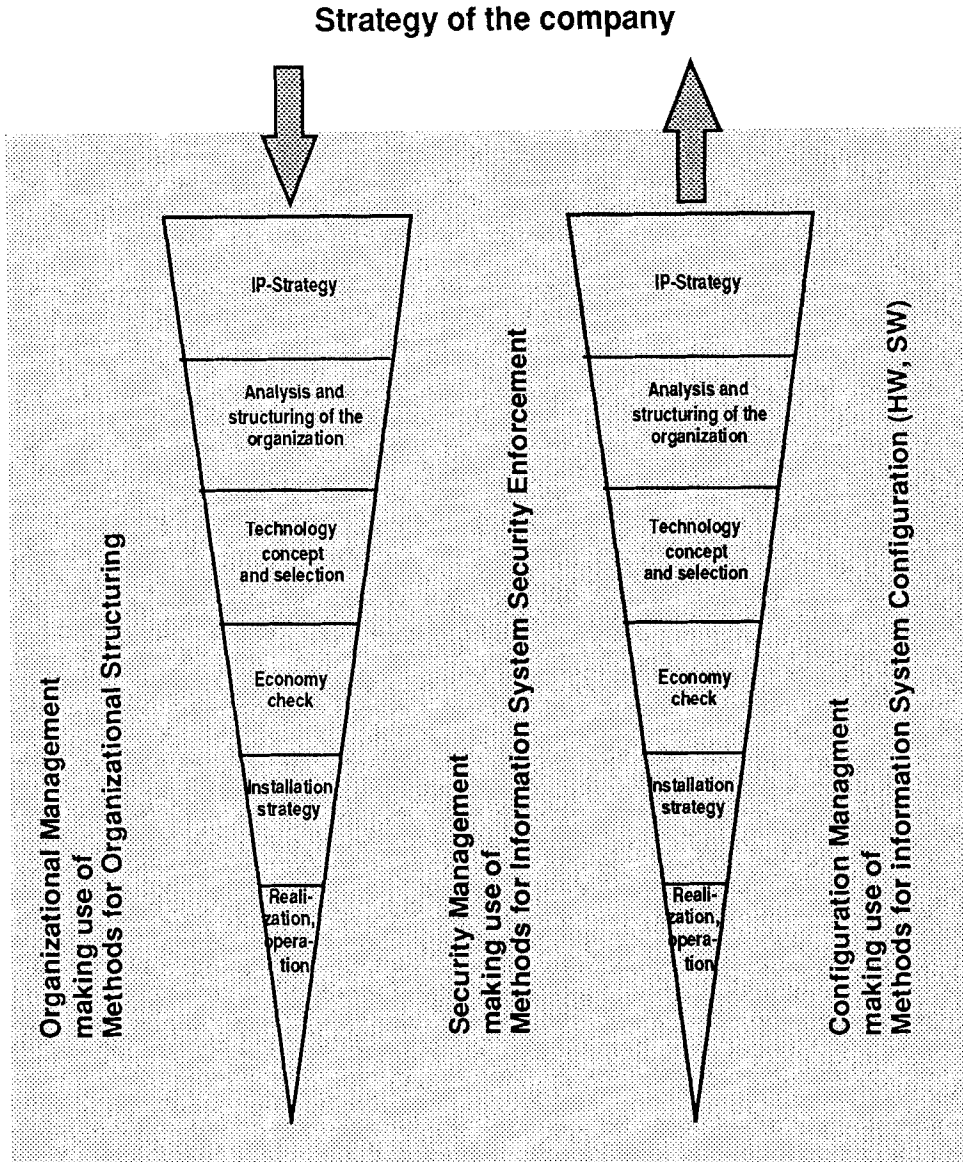 Strategy of the company
Organizational Management
making use of
Methods for Organizational Structuring
IP-Strategy
Analysis and
structuring of the
organization
Technology
concept
and selection
Economy
check
Installation
strategy
Reali-
zation,
opera-
tion
Security Management
making use of
Methods for Information System Security Enforcement
IP-Strategy
Analysis and
structuring of the
organization
Technology
concept
and selection
Economy
check
Installation
strategy
Reali-
zation,
opera-
tion
Configuration Managment
making use of
Methods for information System Configuration (HW, SW)